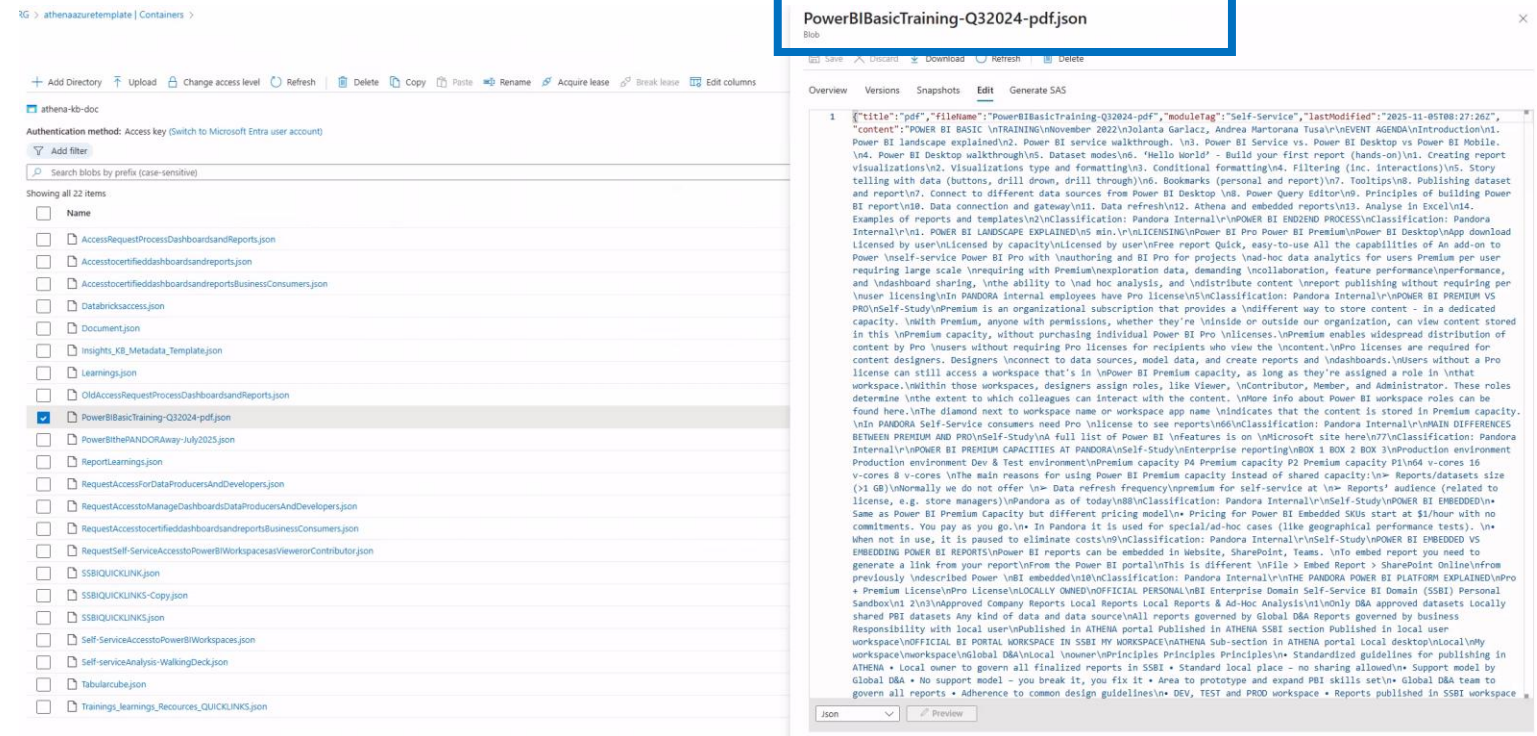 RG > athenaazuretemplate | Containers >
Add Directory Upload Change access level Refresh Delete Copy Paste Rename Acquire lease Break lease Edit columns
athena-kb-doc
Authentication method: Access key (Switch to Microsoft Entra user account)
Add filter
Search blobs by prefix (case-sensitive)
Showing all 22 items
Name
AccessRequestProcessDashboardsandReports.json
Accesstocertifieddashboardsandreports.json
AccesstocertifieddashboardsandreportsBusinessConsumers.json
Databricksaccess.json
Document.json
Insights_KB_Metadata_Template.json
Learnings.json
OldAccessRequestProcessDashboardsandReports.json
PowerBIBasicTraining-Q32024-pdf.json
PowerBIthePANDORAway-July2025.json
ReportLearnings.json
RequestAccessForDataProducersAndDevelopers.json
RequestAccesstoManageDashboardsDataProducersAndDevelopers.json
RequestAccesstocertifieddashboardsandreportsBusinessConsumers.json
RequestSelf-ServiceAccesstoPowerBIWorkspacesasViewerorContributor.json
SSBIQUICKLINK.json
SSBIQUICKLINKS-Copy.json
SSBIQUICKLINKS.json
Self-ServiceAccesstoPowerBIWorkspaces.json
Self-serviceAnalysis-WalkingDeck.json
Tabularcube.json
Trainings_learnings_Recources_QUICKLINKS.json
PowerBIBasicTraining-Q32024-pdf.json
Blob
Save Discard Download Refresh Delete
Overview Versions Snapshots Edit Generate SAS
1 {"title":"pdf","fileName":"PowerBIBasicTraining-Q32024-pdf","moduleTag":"Self-Service","lastModified":"2025-11-05T08:27:26Z",
"content":"POWER BI BASIC \nTRAINING\nNovember 2022\nJolanta Garlacz, Andrea Martorana Tusa\r\nEVENT AGENDA\nIntroduction\n1.
Power BI landscape explained\n2. Power BI service walkthrough. \n3. Power BI Service vs. Power BI Desktop vs Power BI Mobile.
\n4. Power BI Desktop walkthrough\n5. Dataset modes\n6. ‘Hello World’ - Build your first report (hands-on)\n1. Creating report
visualizations\n2. Visualizations type and formatting\n3. Conditional formatting\n4. Filtering (inc. interactions)\n5. Story
telling with data (buttons, drill drown, drill through)\n6. Bookmarks (personal and report)\n7. Tooltips\n8. Publishing dataset
and report\n7. Connect to different data sources from Power BI Desktop \n8. Power Query Editor\n9. Principles of building Power
BI report\n10. Data connection and gateway\n11. Data refresh\n12. Athena and embedded reports\n13. Analyse in Excel\n14.
Examples of reports and templates\n2\nClassification: Pandora Internal\r\nPOWER BI END2END PROCESS\nClassification: Pandora
Internal\r\n1. POWER BI LANDSCAPE EXPLAINED\n5 min.\r\nLICENSING\nPower BI Pro Power BI Premium\nPower BI Desktop\nApp download
Licensed by user\nLicensed by capacity\nLicensed by user\nFree report Quick, easy-to-use All the capabilities of An add-on to
Power \nself-service Power BI Pro with \nauthoring and BI Pro for projects \nad-hoc data analytics for users Premium per user
requiring large scale \nrequiring with Premium\nexploration data, demanding \ncollaboration, feature performance\nperformance,
and \ndashboard sharing, \nthe ability to \nad hoc analysis, and \ndistribute content \nreport publishing without requiring per
\nuser licensing\nIn PANDORA internal employees have Pro license\n5\nClassification: Pandora Internal\r\nPOWER BI PREMIUM VS
PRO\nSelf-Study\nPremium is an organizational subscription that provides a \ndifferent way to store content - in a dedicated
capacity. \nWith Premium, anyone with permissions, whether they're \ninside or outside our organization, can view content stored
in this \nPremium capacity, without purchasing individual Power BI Pro \nlicenses.\nPremium enables widespread distribution of
content by Pro \nusers without requiring Pro licenses for recipients who view the \ncontent.\nPro licenses are required for
content designers. Designers \nconnect to data sources, model data, and create reports and \ndashboards.\nUsers without a Pro
license can still access a workspace that's in \nPower BI Premium capacity, as long as they're assigned a role in \nthat
workspace.\nWithin those workspaces, designers assign roles, like Viewer, \nContributor, Member, and Administrator. These roles
determine \nthe extent to which colleagues can interact with the content. \nMore info about Power BI workspace roles can be
found here.\nThe diamond next to workspace name or workspace app name \nindicates that the content is stored in Premium capacity.
\nIn PANDORA Self-Service consumers need Pro \nlicense to see reports\n66\nClassification: Pandora Internal\r\nMAIN DIFFERENCES
BETWEEN PREMIUM AND PRO\nSelf-Study\nA full list of Power BI \nfeatures is on \nMicrosoft site here\n77\nClassification: Pandora
Internal\r\nPOWER BI PREMIUM CAPACITIES AT PANDORA\nSelf-Study\nEnterprise reporting\nBOX 1 BOX 2 BOX 3\nProduction environment
Production environment Dev & Test environment\nPremium capacity P4 Premium capacity P2 Premium capacity P1\n64 v-cores 16
v-cores 8 v-cores \nThe main reasons for using Power BI Premium capacity instead of shared capacity:\n➢ Reports/datasets size
(>1 GB)\nNormally we do not offer \n➢ Data refresh frequency\npremium for self-service at \n➢ Reports' audience (related to
license, e.g. store managers)\nPandora as of today\n88\nClassification: Pandora Internal\r\nSelf-Study\nPOWER BI EMBEDDED\n•
Same as Power BI Premium Capacity but different pricing model\n• Pricing for Power BI Embedded SKUs start at $1/hour with no
commitments. You pay as you go.\n• In Pandora it is used for special/ad-hoc cases (like geographical performance tests). \n•
When not in use, it is paused to eliminate costs\n9\nClassification: Pandora Internal\r\nSelf-Study\nPOWER BI EMBEDDED VS
EMBEDDING POWER BI REPORTS\nPower BI reports can be embedded in Website, SharePoint, Teams. \nTo embed report you need to
generate a link from your report\nFrom the Power BI portal\nThis is different \nFile > Embed Report > SharePoint Online\nfrom
previously \ndescribed Power \nBI embedded\n10\nClassification: Pandora Internal\r\nTHE PANDORA POWER BI PLATFORM EXPLAINED\nPro
+ Premium License\nPro License\nLOCALLY OWNED\nOFFICIAL PERSONAL\nBI Enterprise Domain Self-Service BI Domain (SSBI) Personal
Sandbox\n1 2\n3\nApproved Company Reports Local Reports Local Reports & Ad-Hoc Analysis\n1\nOnly D&A approved datasets Locally
shared PBI datasets Any kind of data and data source\nAll reports governed by Global D&A Reports governed by business
Responsibility with local user\nPublished in ATHENA portal Published in ATHENA SSBI section Published in local user
workspace\nOFFICIAL BI PORTAL WORKSPACE IN SSBI MY WORKSPACE\nATHENA Sub-section in ATHENA portal Local desktop\nLocal\nMy
workspace\nworkspace\nGlobal D&A\nLocal \nowner\nPrinciples Principles Principles\n• Standardized guidelines for publishing in
ATHENA • Local owner to govern all finalized reports in SSBI • Standard local place – no sharing allowed\n• Support model by
Global D&A • No support model – you break it, you fix it • Area to prototype and expand PBI skills set\n• Global D&A team to
govern all reports • Adherence to common design guidelines\n• DEV, TEST and PROD workspace • Reports published in SSBI workspace
Json Preview